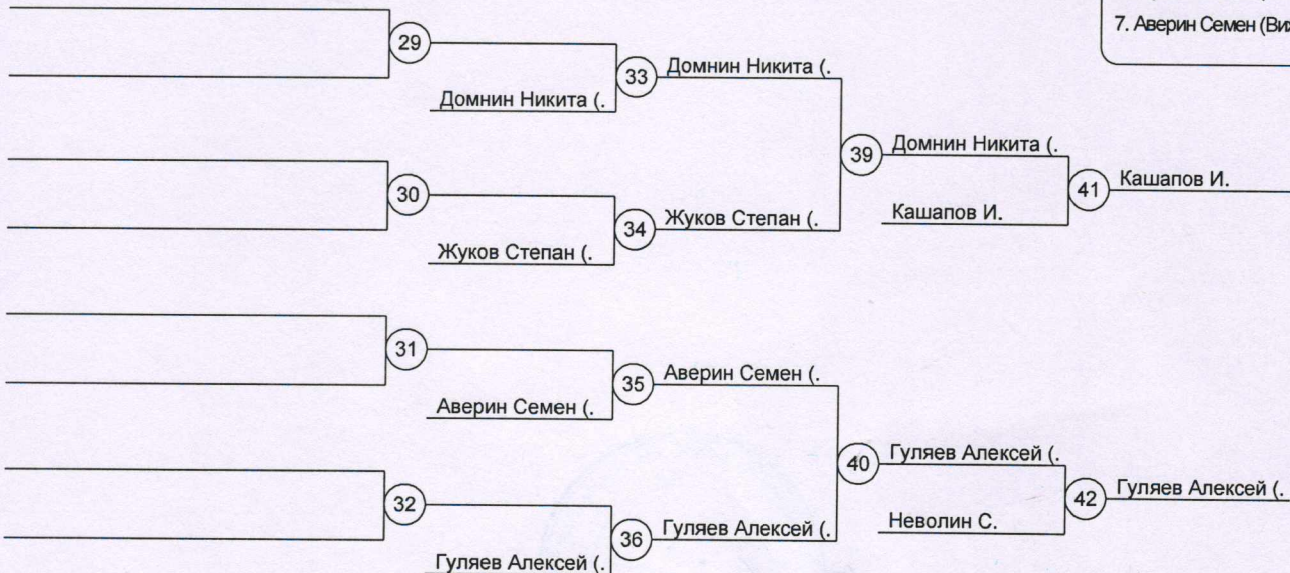 7. Аверин Семен
29
33 Домнин Никита (.
Домнин Никита (.
39 Домнин Никита (.
41 Кашапов И.
30
Кашапов И.
34 Жуков Степан (.
Жуков Степан (.
31
35 Аверин Семен (.
Аверин Семен (.
40 Гуляев Алексей (.
42 Гуляев Алексей (.
32
Неволин С.
36 Гуляев Алексей (.
Гуляев Алексей (.